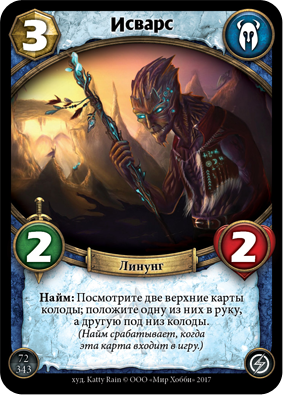 3
Исварс
2
Линунг
2
Найм: Посмотрите две верхние карты
колоды; положите одну из них в руку,
а другую под низ колоды.
(Найм срабатывает, когда
эта карта входит в игру.)
72
343
худ. Katty Rain © ООО «Мир Хобби» 2017